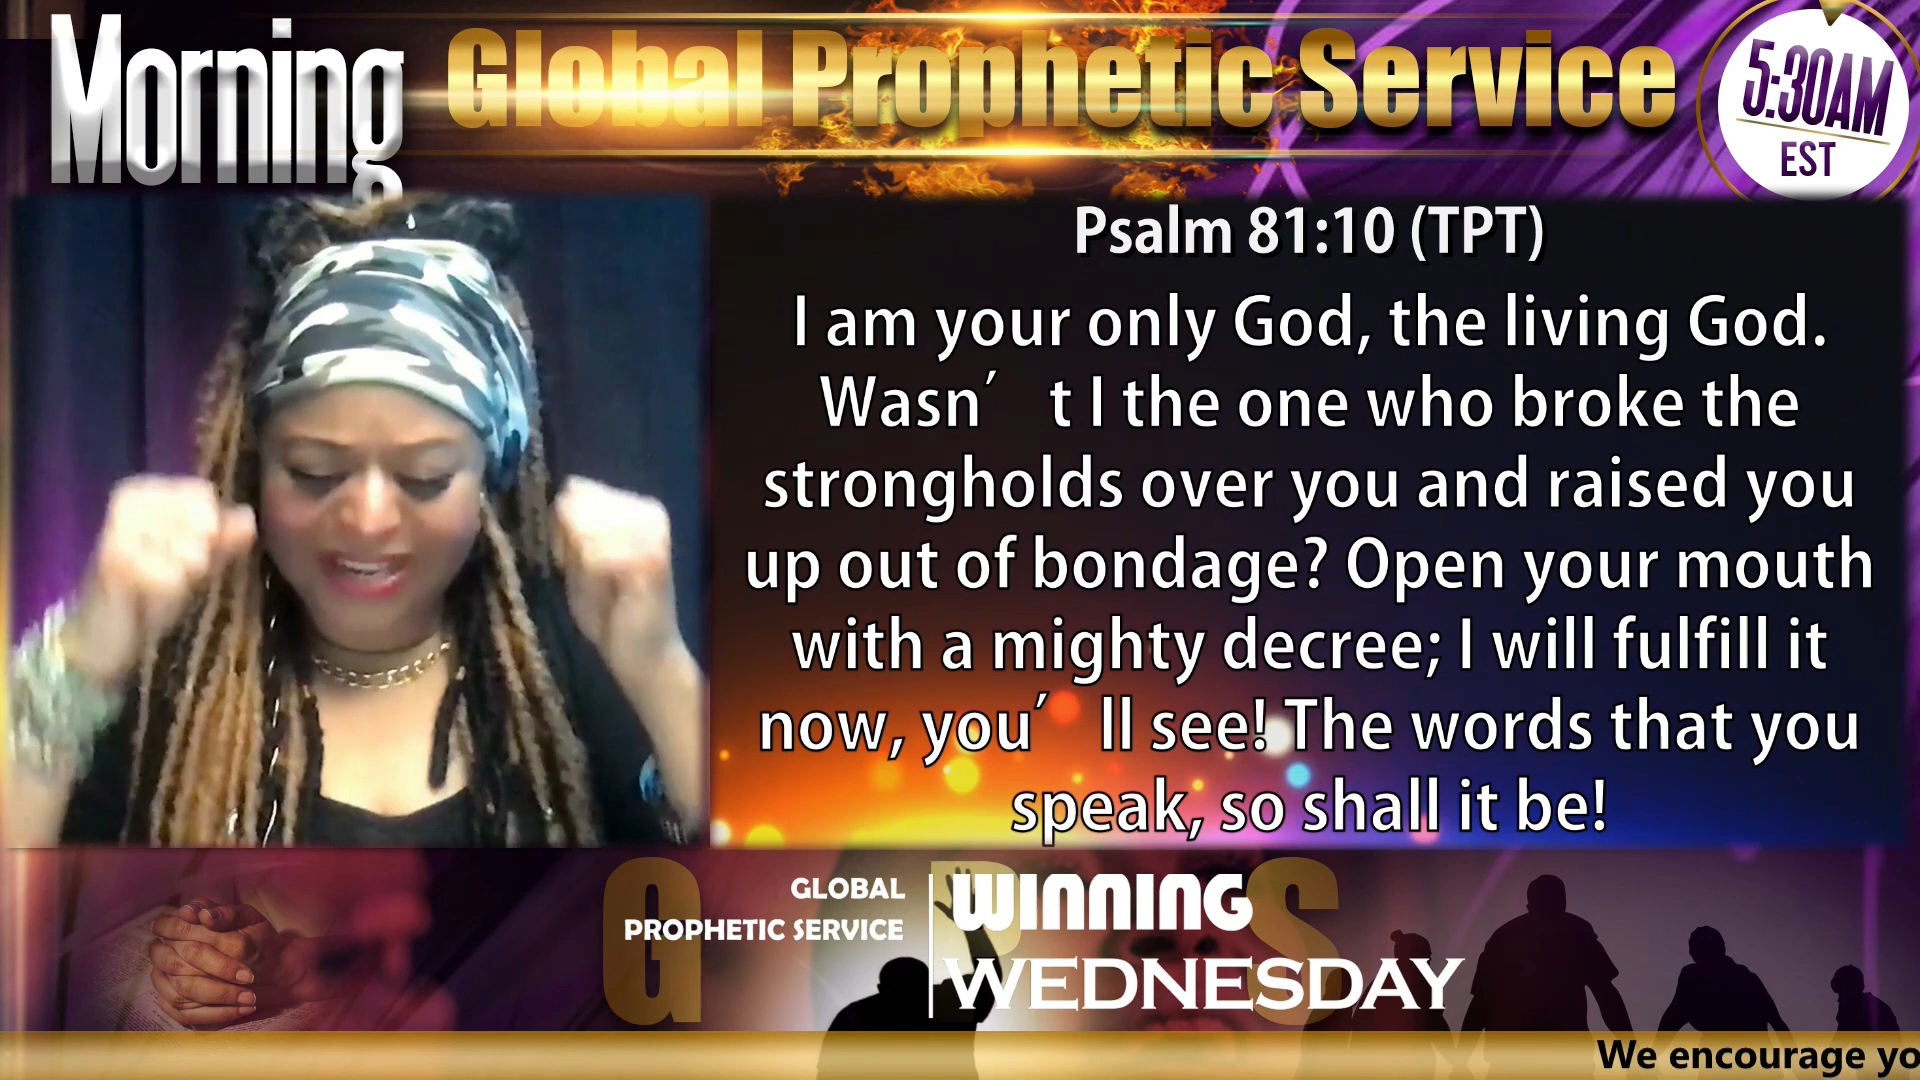 Morning
Global Prophetic Service
5:30AM
EST
Psalm 81:10 (TPT)
I am your only God, the living God.
Wasn′ t I the one who broke the
strongholds over you and raised you
up out of bondage? Open your mouth
with a mighty decree; I will fulfill it
now, you′ ll see! The words that you
speak, so shall it be!
G P S
GLOBAL
PROPHETIC SERVICE
WINNING
WEDNESDAY
We encourage yo